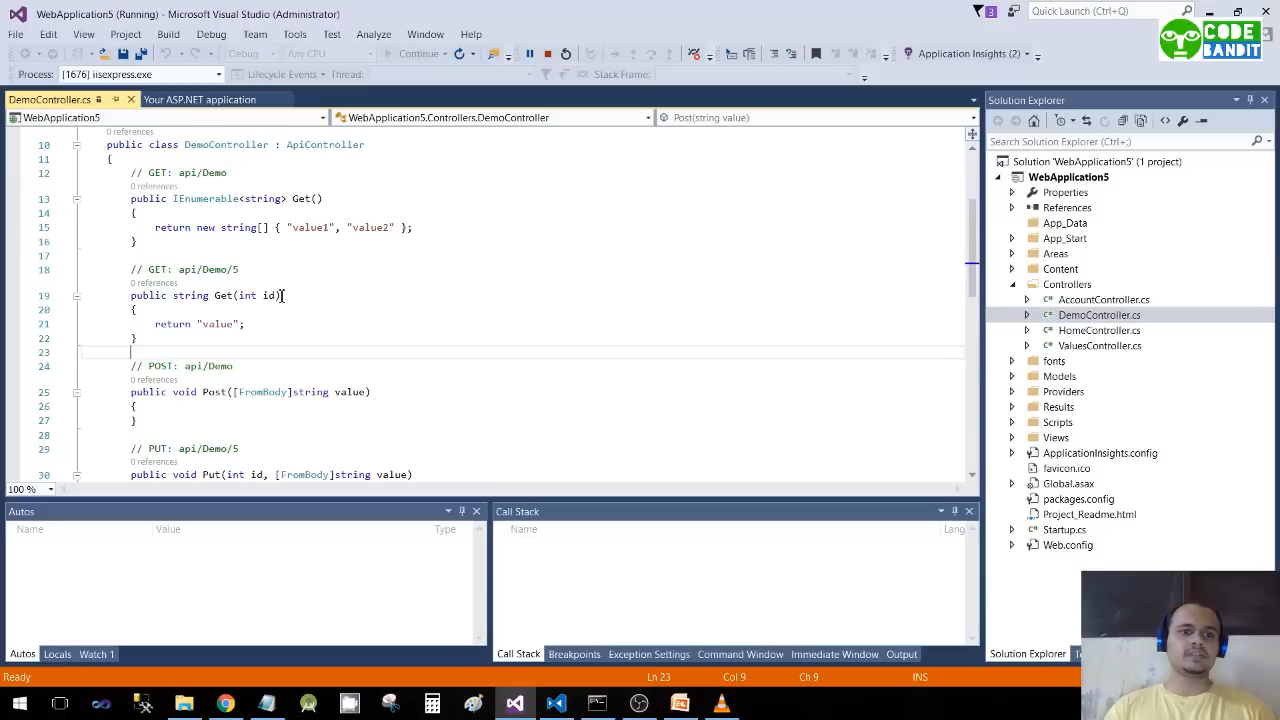 WebApplication5 (Running) - Microsoft Visual Studio (Administrator)
3
Quick Launch (Ctrl+Q)
File Edit View Project Build Debug Team Tools Test Analyze Window Help
CODE
BANDIT
Debug Any CPU Continue Application Insights (2)
Process: [1676] iisexpress.exe Lifecycle Events Thread: Stack Frame:
DemoController.cs Your ASP.NET application
WebApplication5 WebApplication5.Controllers.DemoController Post(string value)
0 references
10 public class DemoController : ApiController
11 {
12 // GET: api/Demo
0 references
13 public IEnumerable<string> Get()
14 {
15 return new string[] { "value1", "value2" };
16 }
17
18 // GET: api/Demo/5
0 references
19 public string Get(int id)
20 {
21 return "value";
22 }
23
24 // POST: api/Demo
0 references
25 public void Post([FromBody]string value)
26 {
27 }
28
29 // PUT: api/Demo/5
0 references
30 public void Put(int id, [FromBody]string value)
100 %
Autos
Name Value Type
Autos Locals Watch 1
Call Stack
Name Lang
Call Stack Breakpoints Exception Settings Command Window Immediate Window Output
Solution Explorer
Search Solution Explorer (Ctrl+;)
Solution 'WebApplication5' (1 project)
WebApplication5
Properties
References
App_Data
App_Start
Areas
Content
Controllers
AccountController.cs
DemoController.cs
HomeController.cs
ValuesController.cs
fonts
Models
Providers
Results
Scripts
Views
ApplicationInsights.config
favicon.ico
Global.asax
packages.config
Project_Readme.html
Startup.cs
Web.config
Solution Explorer
Ready Ln 23 Col 9 Ch 9 INS